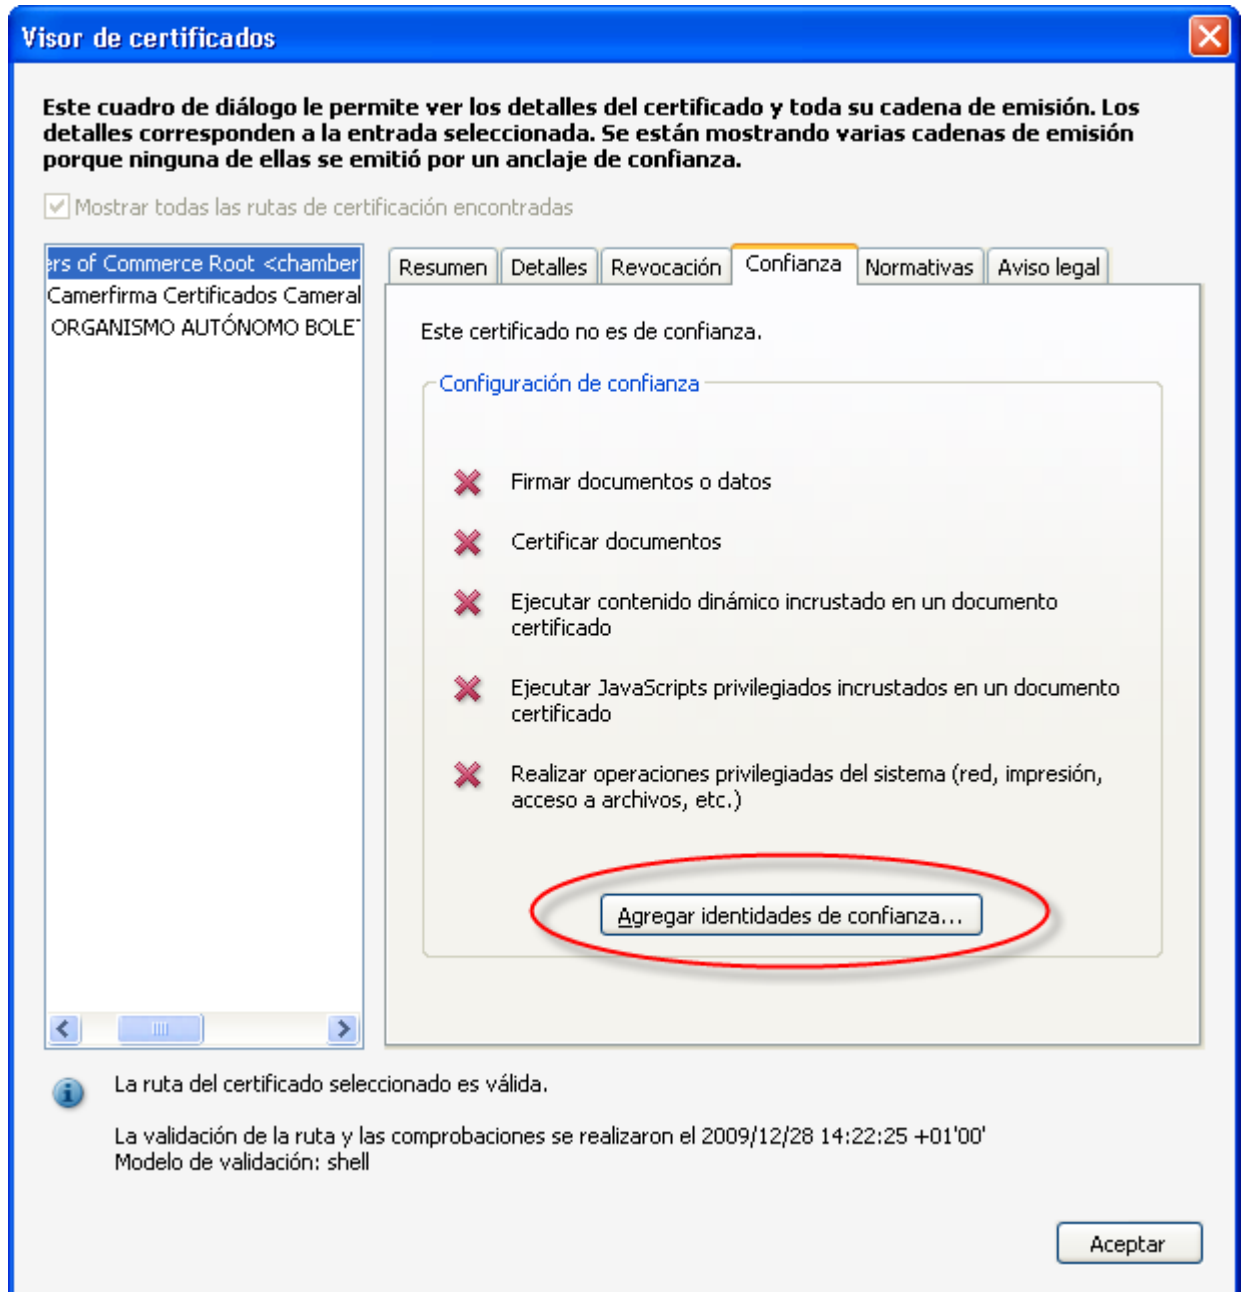 Visor de certificados
Este cuadro de diálogo le permite ver los detalles del certificado y toda su cadena de emisión. Los
detalles corresponden a la entrada seleccionada. Se están mostrando varias cadenas de emisión
porque ninguna de ellas se emitió por un anclaje de confianza.
Mostrar todas las rutas de certificación encontradas
ers of Commerce Root <chamber
Camerfirma Certificados Cameral
ORGANISMO AUTÓNOMO BOLET
Resumen Detalles Revocación Confianza Normativas Aviso legal
Este certificado no es de confianza.
Configuración de confianza
Firmar documentos o datos
Certificar documentos
Ejecutar contenido dinámico incrustado en un documento
certificado
Ejecutar JavaScripts privilegiados incrustados en un documento
certificado
Realizar operaciones privilegiadas del sistema (red, impresión,
acceso a archivos, etc.)
Agregar identidades de confianza...
La ruta del certificado seleccionado es válida.
La validación de la ruta y las comprobaciones se realizaron el 2009/12/28 14:22:25 +01'00'
Modelo de validación: shell
Aceptar